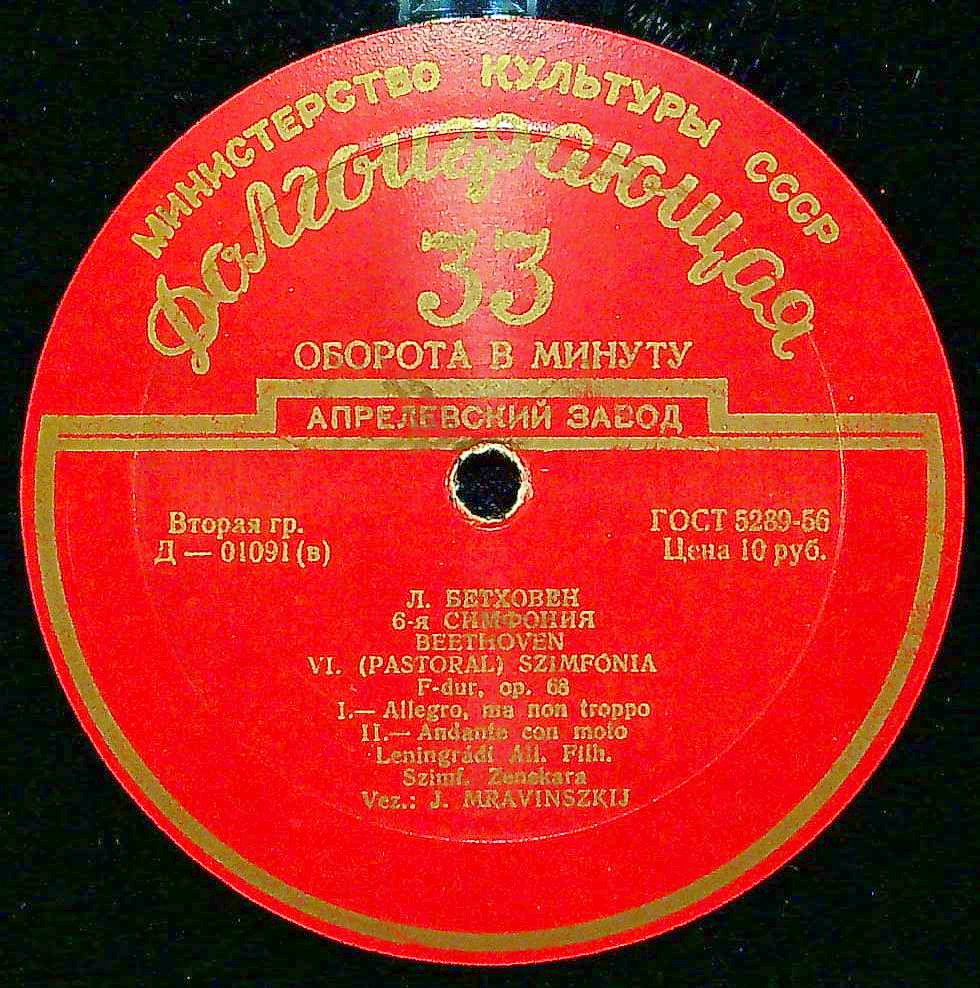 МИНИСТЕРСТВО КУЛЬТУРЫ СССР
Долгоиграющая
33
ОБОРОТА В МИНУТУ
АПРЕЛЕВСКИЙ ЗАВОД
Вторая гр.
Д — 01091 (в)
ГОСТ 5289-56
Цена 10 руб.
Л. БЕТХОВЕН
6-я СИМФОНИЯ
BEETHOVEN
VI. (PASTORAL) SZIMFÓNIA
F-dur, op. 68
I.— Allegro, ma non troppo
II.— Andante con moto
Leningrádi Áll. Filh.
Szimf. Zenekara
Vez.: J. MRAVINSZKIJ